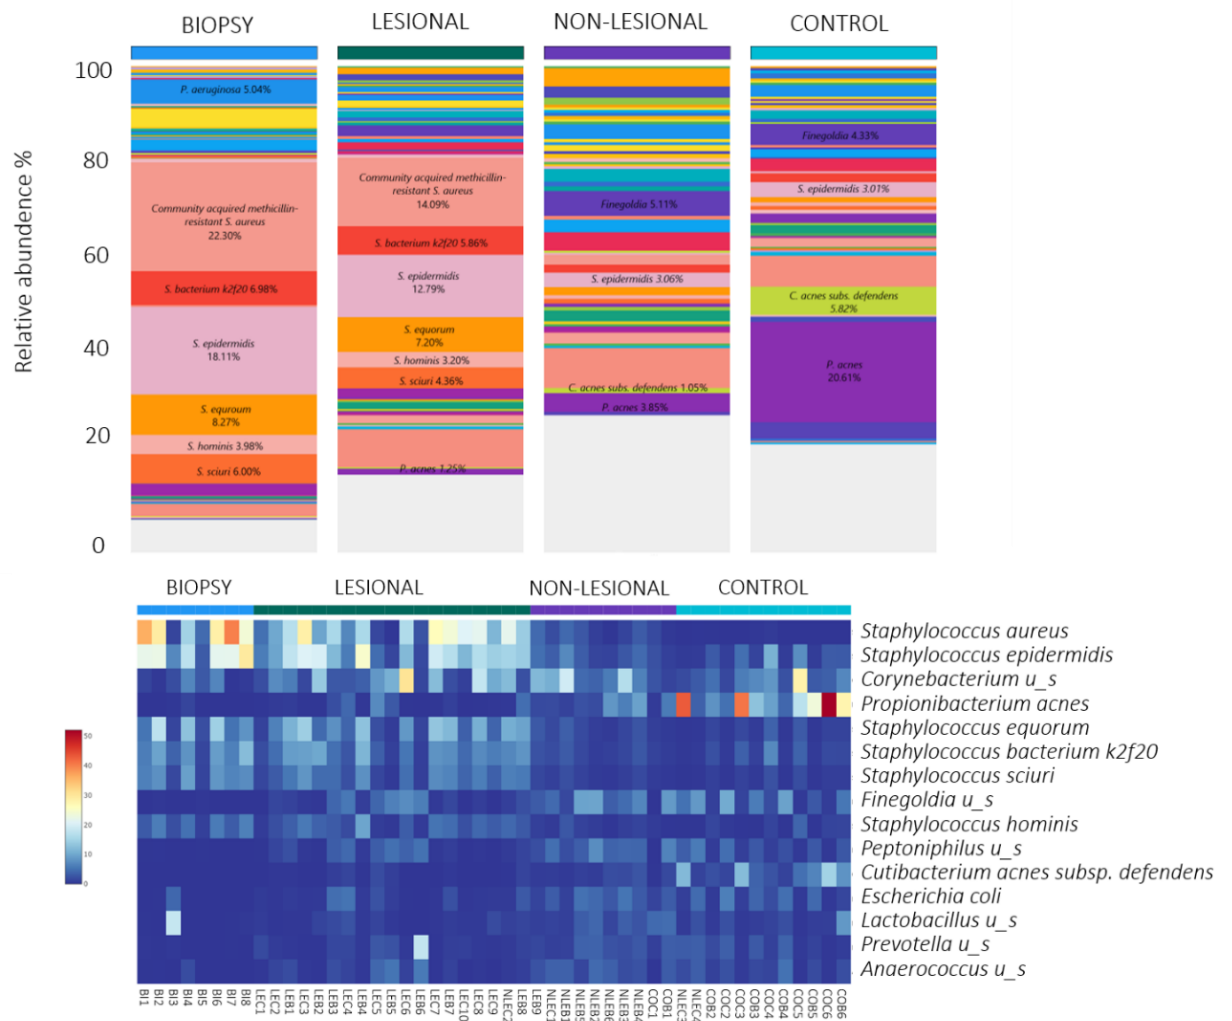 BIOPSY
LESIONAL
NON-LESIONAL
CONTROL
Relative abundence %
100
80
60
40
20
0
P. aeruginosa 5.04%
Community acquired methicillin-
resistant S. aureus
22.30%
S. bacterium k2f20 6.98%
S. epidermidis
18.11%
S. equroum
8.27%
S. hominis 3.98%
S. sciuri 6.00%
Community acquired methicillin-
resistant S. aureus
14.09%
S. bacterium k2f20 5.86%
S. epidermidis
12.79%
S. equorum
7.20%
S. hominis 3.20%
S. sciuri 4.36%
P. acnes 1.25%
Finegoldia 5.11%
S. epidermidis 3.06%
C. acnes subs. defendens 1.05%
P. acnes 3.85%
Finegoldia 4.33%
S. epidermidis 3.01%
C. acnes subs. defendens
5.82%
P. acnes
20.61%
BIOPSY
LESIONAL
NON-LESIONAL
CONTROL
Staphylococcus aureus
Staphylococcus epidermidis
Corynebacterium u_s
Propionibacterium acnes
Staphylococcus equorum
Staphylococcus bacterium k2f20
Staphylococcus sciuri
Finegoldia u_s
Staphylococcus hominis
Peptoniphilus u_s
Cutibacterium acnes subsp. defendens
Escherichia coli
Lactobacillus u_s
Prevotella u_s
Anaerococcus u_s
50
40
30
20
10
0
BI1
BI2
BI3
BI4
BI5
BI6
BI7
BI8
LEC1
LEC2
LEB1
LEC3
LEB2
LEB3
LEC4
LEB4
LEC5
LEB5
LEC6
LEB6
LEC7
LEB7
LEC10
LEC8
LEC9
NLEC2
LEB8
LEB9
NLEC1
NLEB1
NLEB5
NLEB2
NLEB6
NLEB3
NLEB4
COC1
COB1
NLEC3
NLEC4
COB2
COC2
COC3
COB3
COC4
COB4
COC5
COB5
COC6
COB6